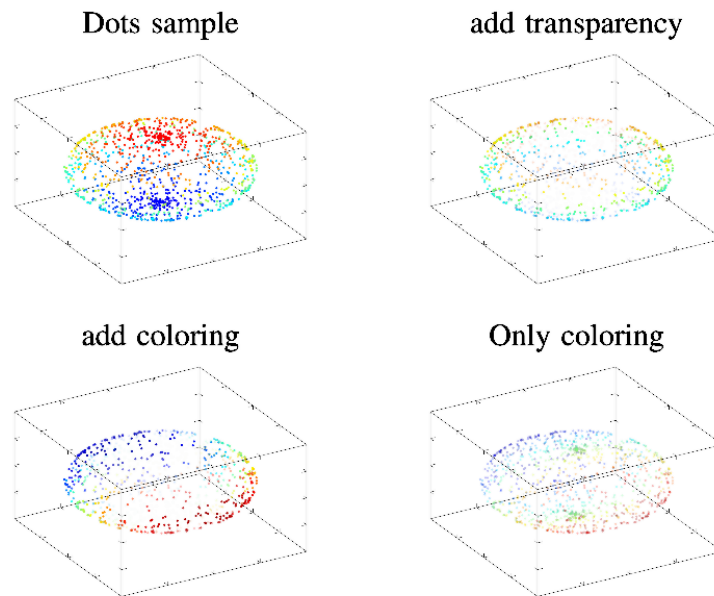 Dots sample
add transparency
add coloring
Only coloring